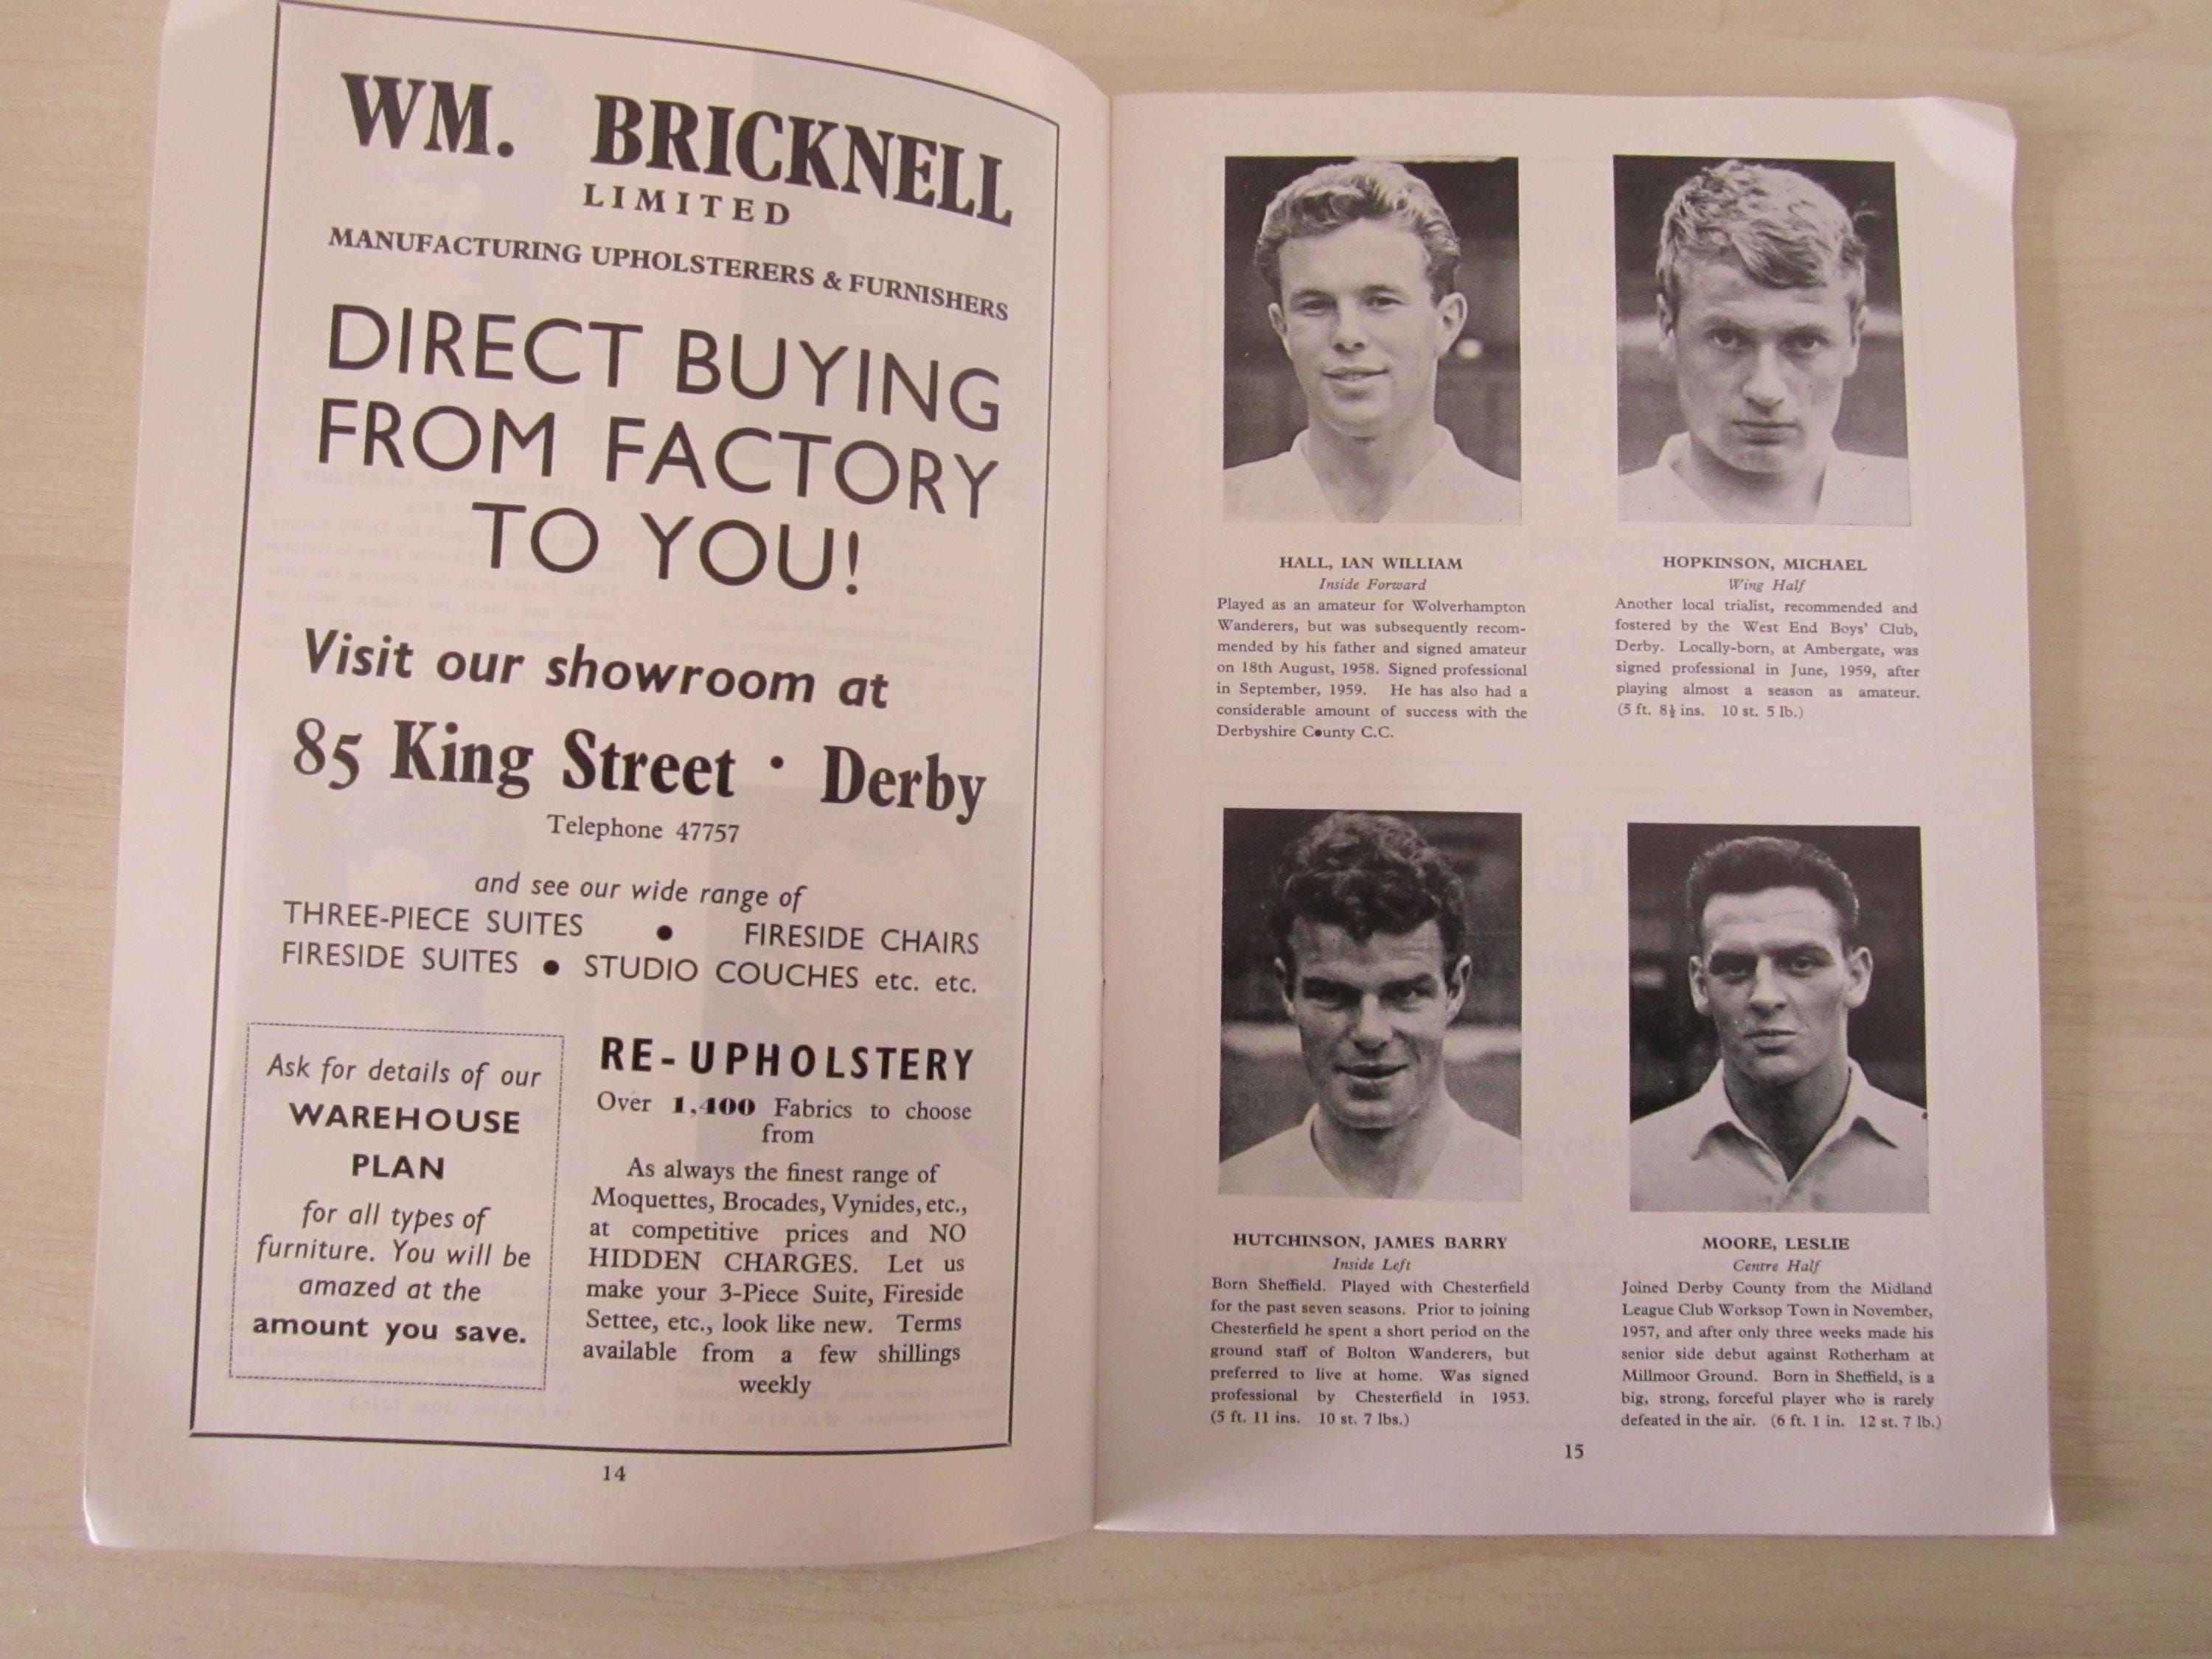 WM. BRICKNELL
LIMITED
MANUFACTURING UPHOLSTERERS & FURNISHERS
DIRECT BUYING
FROM FACTORY
TO YOU!
Visit our showroom at
85 King Street · Derby
Telephone 47757
and see our wide range of
THREE-PIECE SUITES ● FIRESIDE CHAIRS
FIRESIDE SUITES ● STUDIO COUCHES etc. etc.
Ask for details of our
WAREHOUSE
PLAN
for all types of
furniture. You will be
amazed at the
amount you save.
RE-UPHOLSTERY
Over 1,400 Fabrics to choose
from
As always the finest range of
Moquettes, Brocades, Vynides, etc.,
at competitive prices and NO
HIDDEN CHARGES. Let us
make your 3-Piece Suite, Fireside
Settee, etc., look like new. Terms
available from a few shillings
weekly
14
HALL, IAN WILLIAM
Inside Forward
Played as an amateur for Wolverhampton
Wanderers, but was subsequently recom-
mended by his father and signed amateur
on 18th August, 1958. Signed professional
in September, 1959. He has also had a
considerable amount of success with the
Derbyshire County C.C.
HOPKINSON, MICHAEL
Wing Half
Another local trialist, recommended and
fostered by the West End Boys' Club,
Derby. Locally-born, at Ambergate, was
signed professional in June, 1959, after
playing almost a season as amateur.
(5 ft. 8½ ins. 10 st. 5 lb.)
HUTCHINSON, JAMES BARRY
Inside Left
Born Sheffield. Played with Chesterfield
for the past seven seasons. Prior to joining
Chesterfield he spent a short period on the
ground staff of Bolton Wanderers, but
preferred to live at home. Was signed
professional by Chesterfield in 1953.
(5 ft. 11 ins. 10 st. 7 lbs.)
MOORE, LESLIE
Centre Half
Joined Derby County from the Midland
League Club Worksop Town in November,
1957, and after only three weeks made his
senior side debut against Rotherham at
Millmoor Ground. Born in Sheffield, is a
big, strong, forceful player who is rarely
defeated in the air. (6 ft. 1 in. 12 st. 7 lb.)
15